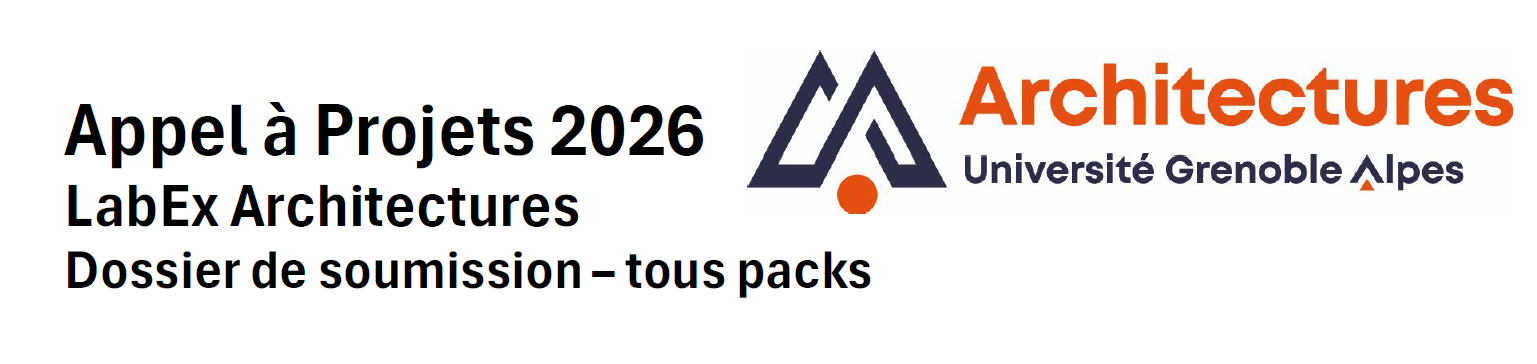 Appel à Projets 2026
LabEx Architectures
Dossier de soumission – tous packs
Architectures
Université Grenoble Alpes